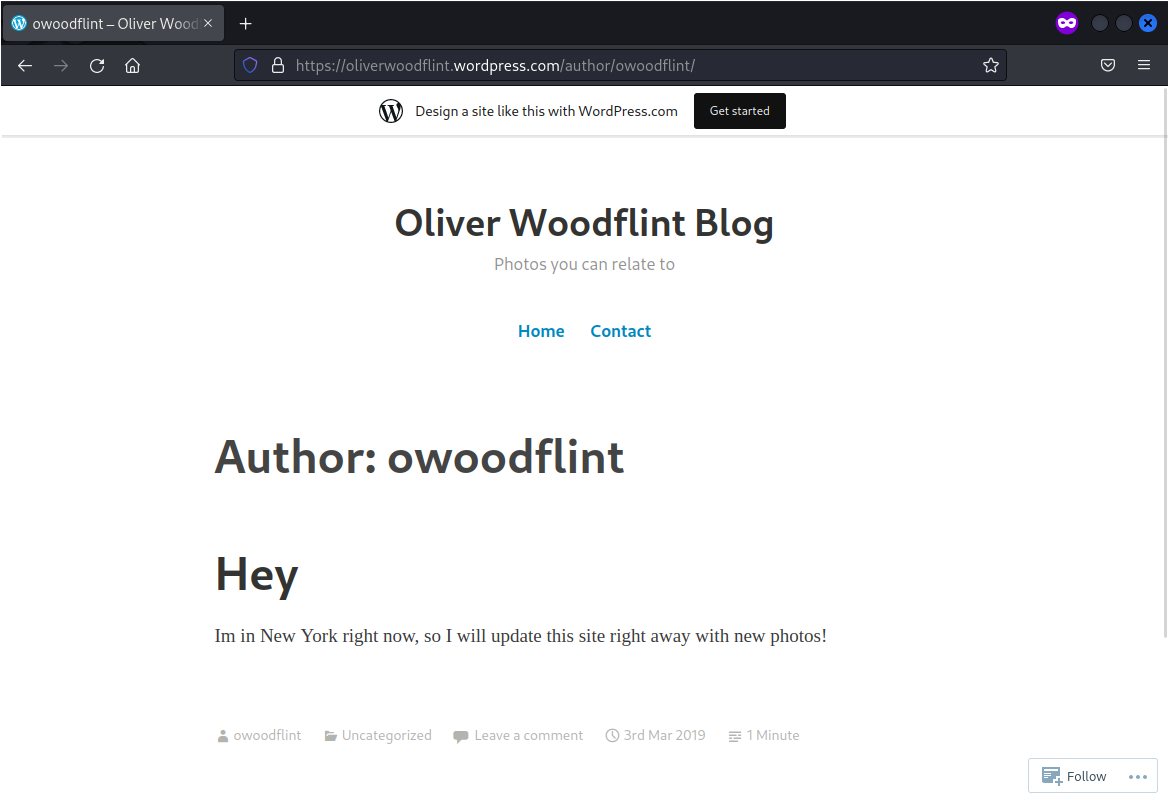 owoodflint – Oliver Wood
https://oliverwoodflint.wordpress.com/author/owoodflint/
Design a site like this with WordPress.com
Get started
Oliver Woodflint Blog
Photos you can relate to
Home Contact
Author: owoodflint
Hey
Im in New York right now, so I will update this site right away with new photos!
owoodflint Uncategorized Leave a comment 3rd Mar 2019 1 Minute
Follow